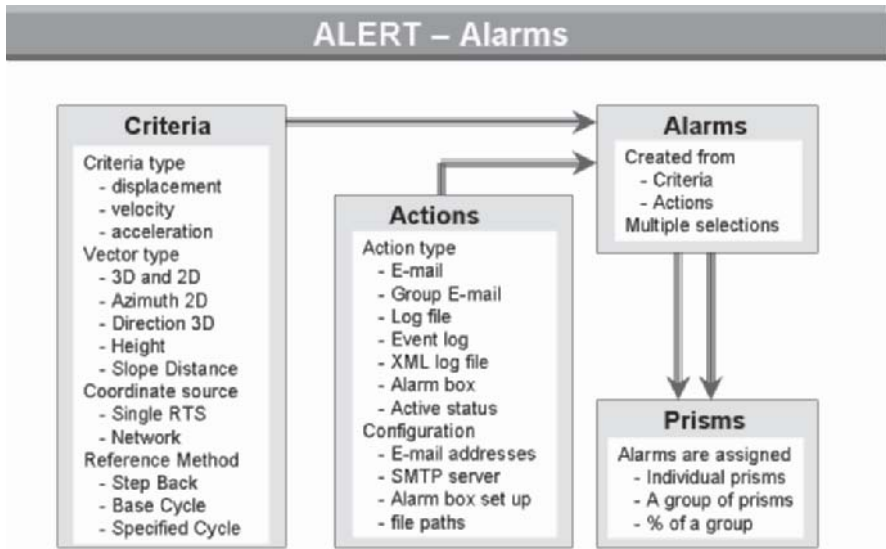 ALERT – Alarms
Criteria
Criteria type
- displacement
- velocity
- acceleration
Vector type
- 3D and 2D
- Azimuth 2D
- Direction 3D
- Height
- Slope Distance
Coordinate source
- Single RTS
- Network
Reference Method
- Step Back
- Base Cycle
- Specified Cycle
Actions
Action type
- E-mail
- Group E-mail
- Log file
- Event log
- XML log file
- Alarm box
- Active status
Configuration
- E-mail addresses
- SMTP server
- Alarm box set up
- file paths
Alarms
Created from
- Criteria
- Actions
Multiple selections
Prisms
Alarms are assigned
- Individual prisms
- A group of prisms
- % of a group